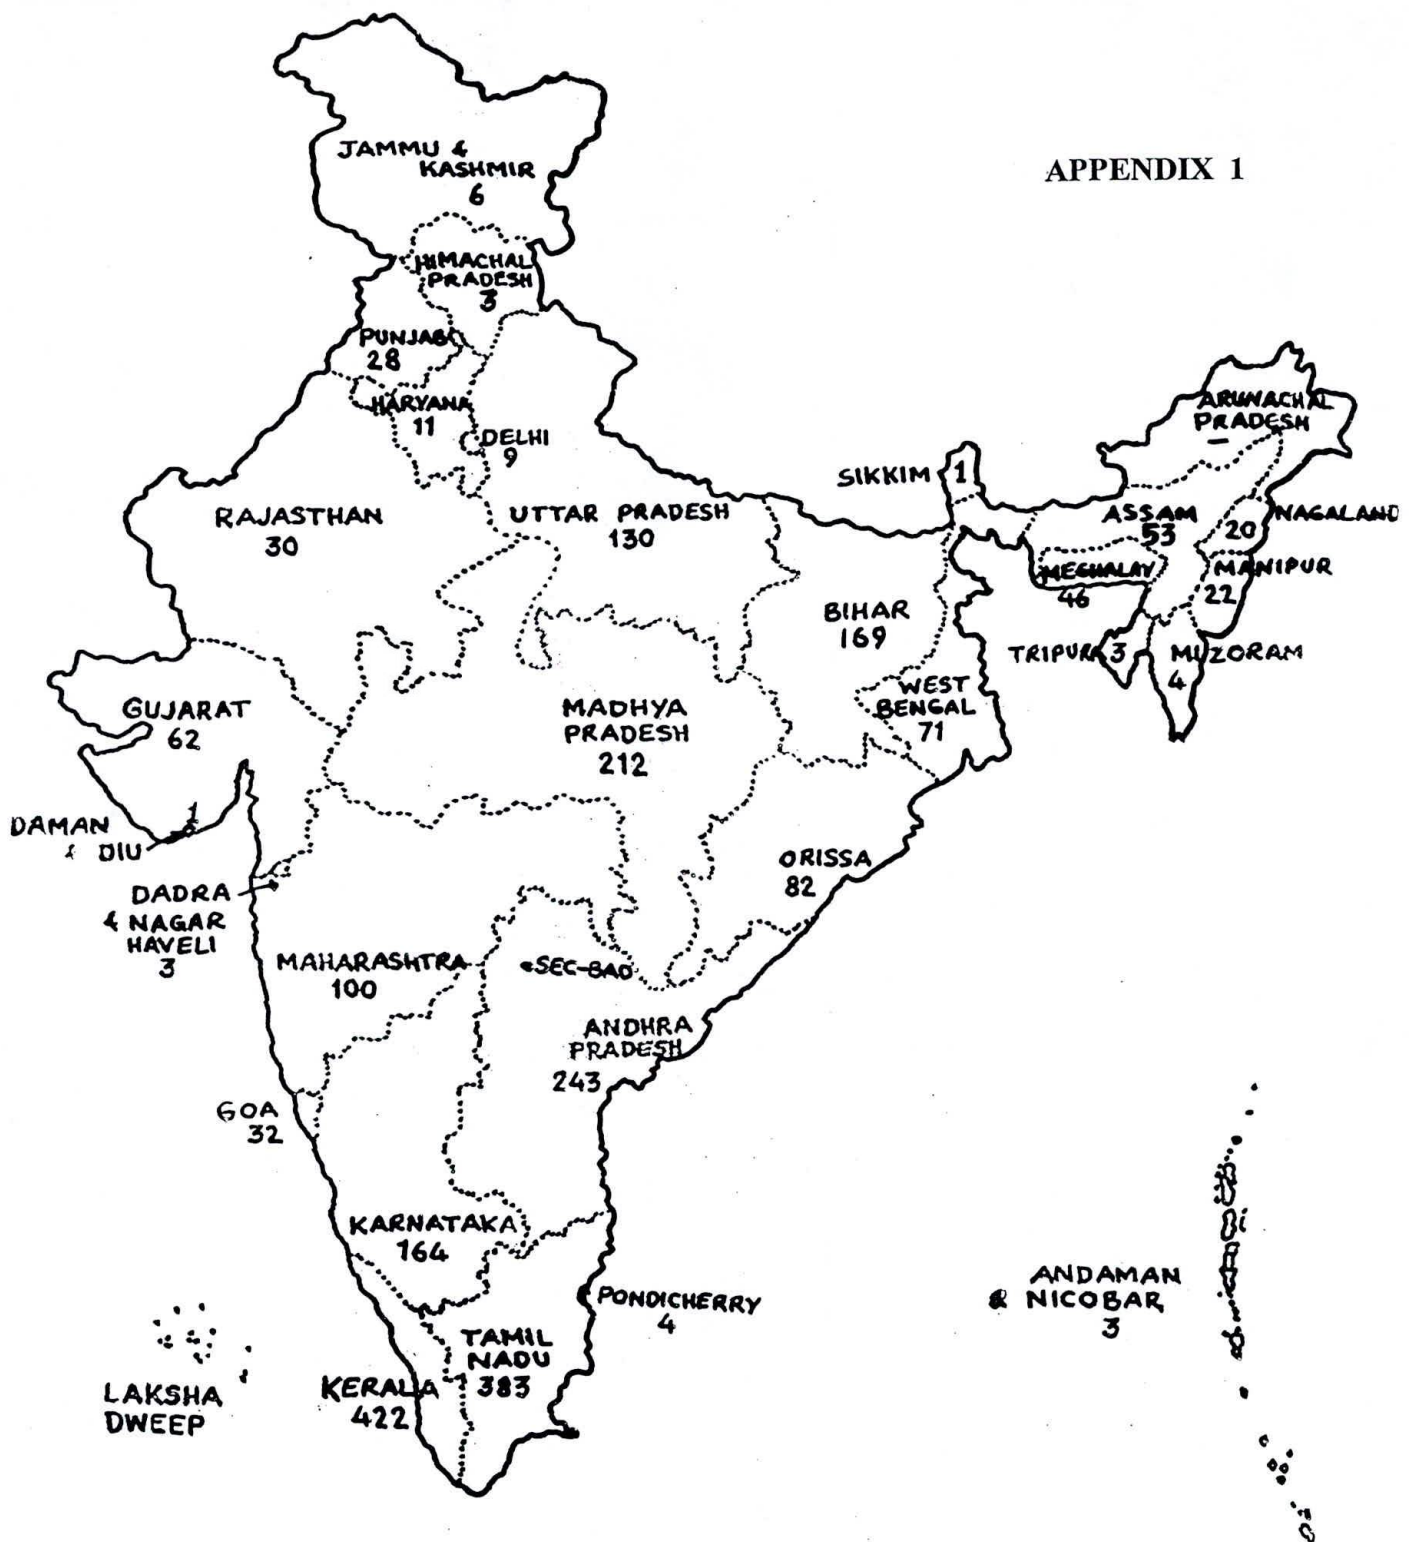 APPENDIX 1
JAMMU &
KASHMIR
6
HIMACHAL
PRADESH
3
PUNJAB
28
HARYANA
11
DELHI
9
ARUNACHAL
PRADESH
–
SIKKIM 1
RAJASTHAN
30
UTTAR PRADESH
130
ASSAM
53
20 NAGALAND
MEGHALAY
46
MANIPUR
22
BIHAR
169
TRIPURA 3
MIZORAM
4
GUJARAT
62
MADHYA
PRADESH
212
WEST
BENGAL
71
DAMAN
& DIU
1
ORISSA
82
DADRA
& NAGAR
HAVELI
3
MAHARASHTRA
100
SEC-BAD
ANDHRA
PRADESH
243
GOA
32
KARNATAKA
164
PONDICHERRY
4
ANDAMAN
& NICOBAR
3
TAMIL
NADU
383
KERALA
422
LAKSHA
DWEEP